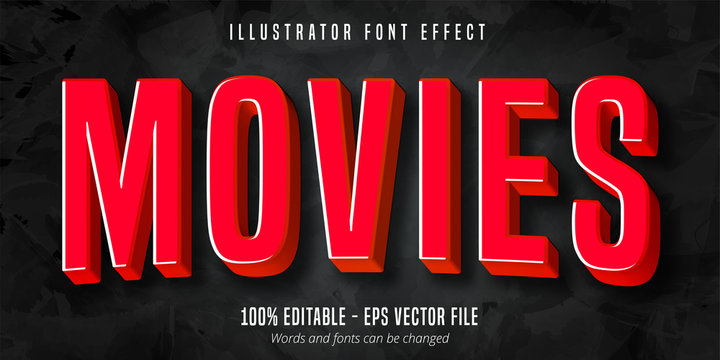 ILLUSTRATOR FONT EFFECT
MOVIES
100% EDITABLE - EPS VECTOR FILE
Words and fonts can be changed